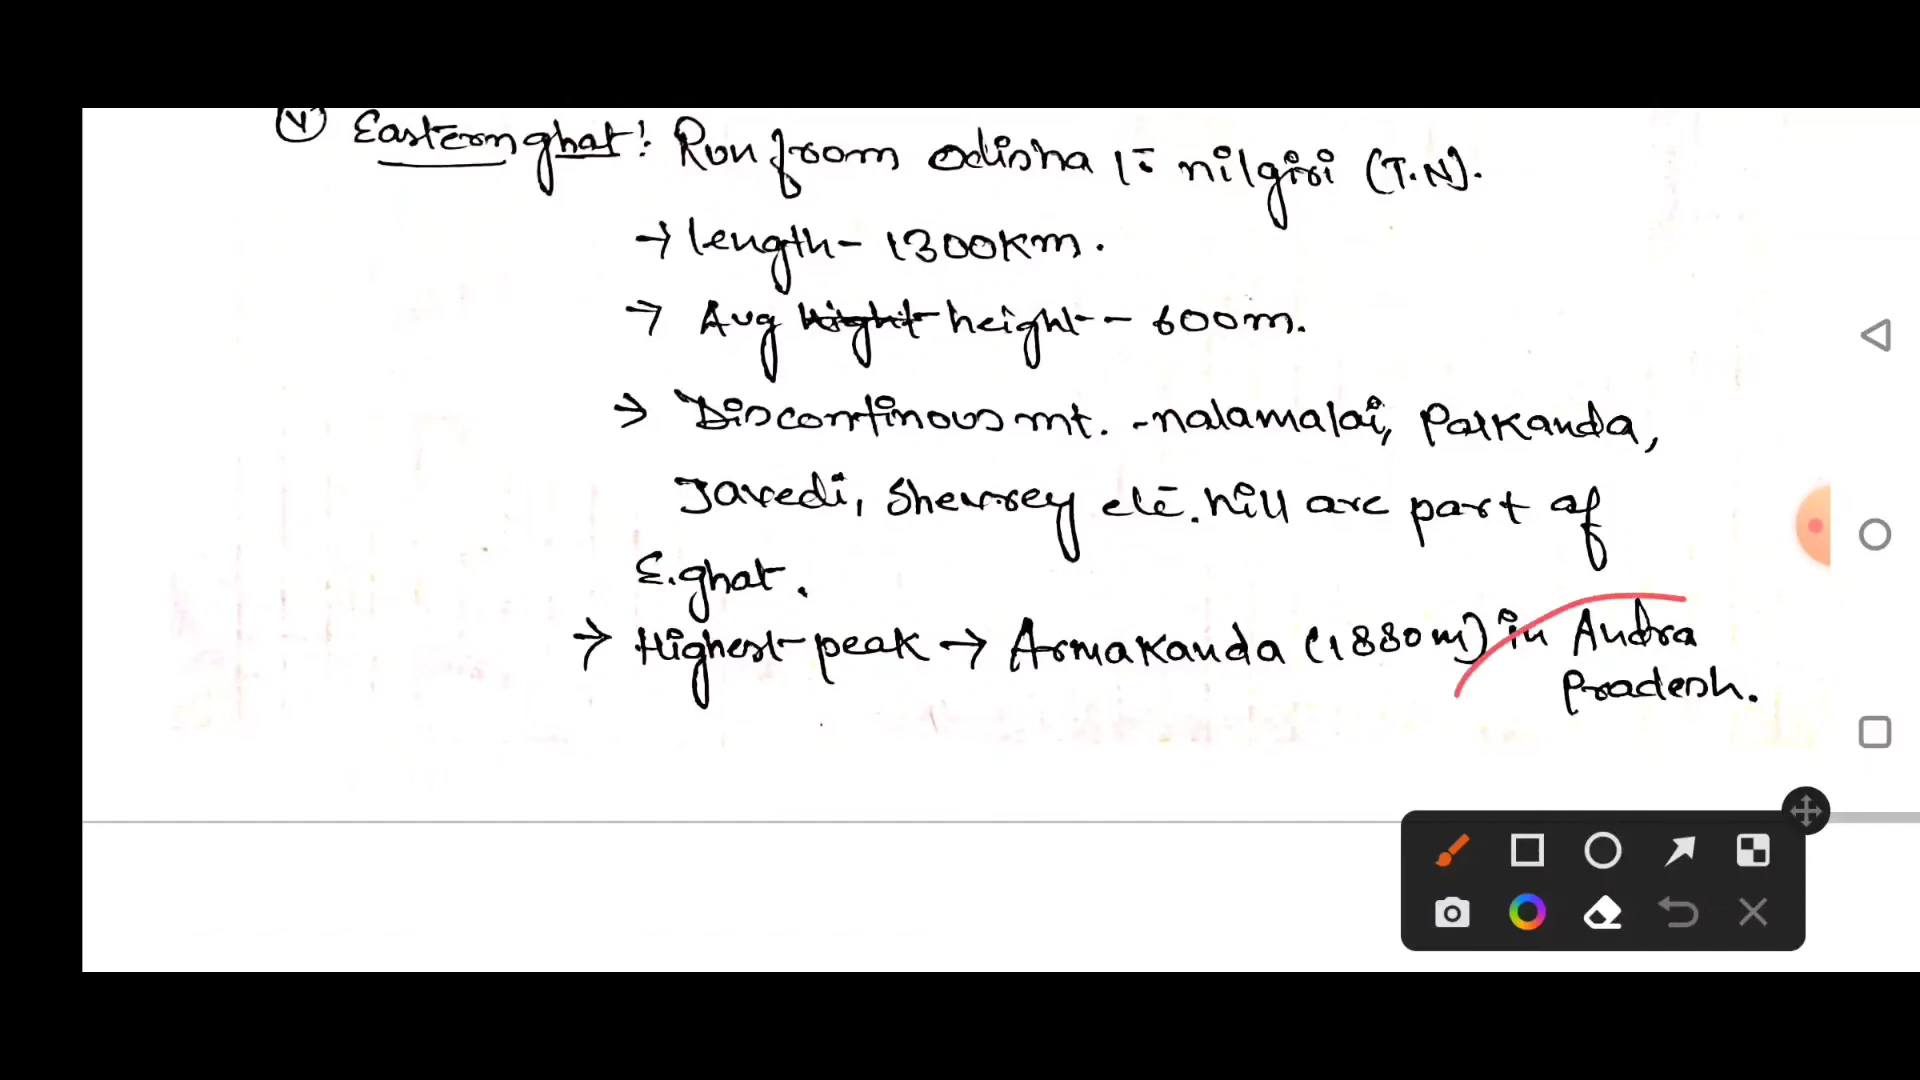 (v) Eastern ghat: Run from Odisha to nilgiri (T.N).
→ length - 1300km.
→ Avg hight height - 600m.
→ Discontinous mt. - nalamalai, Palkanda,
Javedi, Shevrey etc. hill are part of
E. ghat.
→ Highest peak → Armakanda (1880m) in Andra
Pradesh.